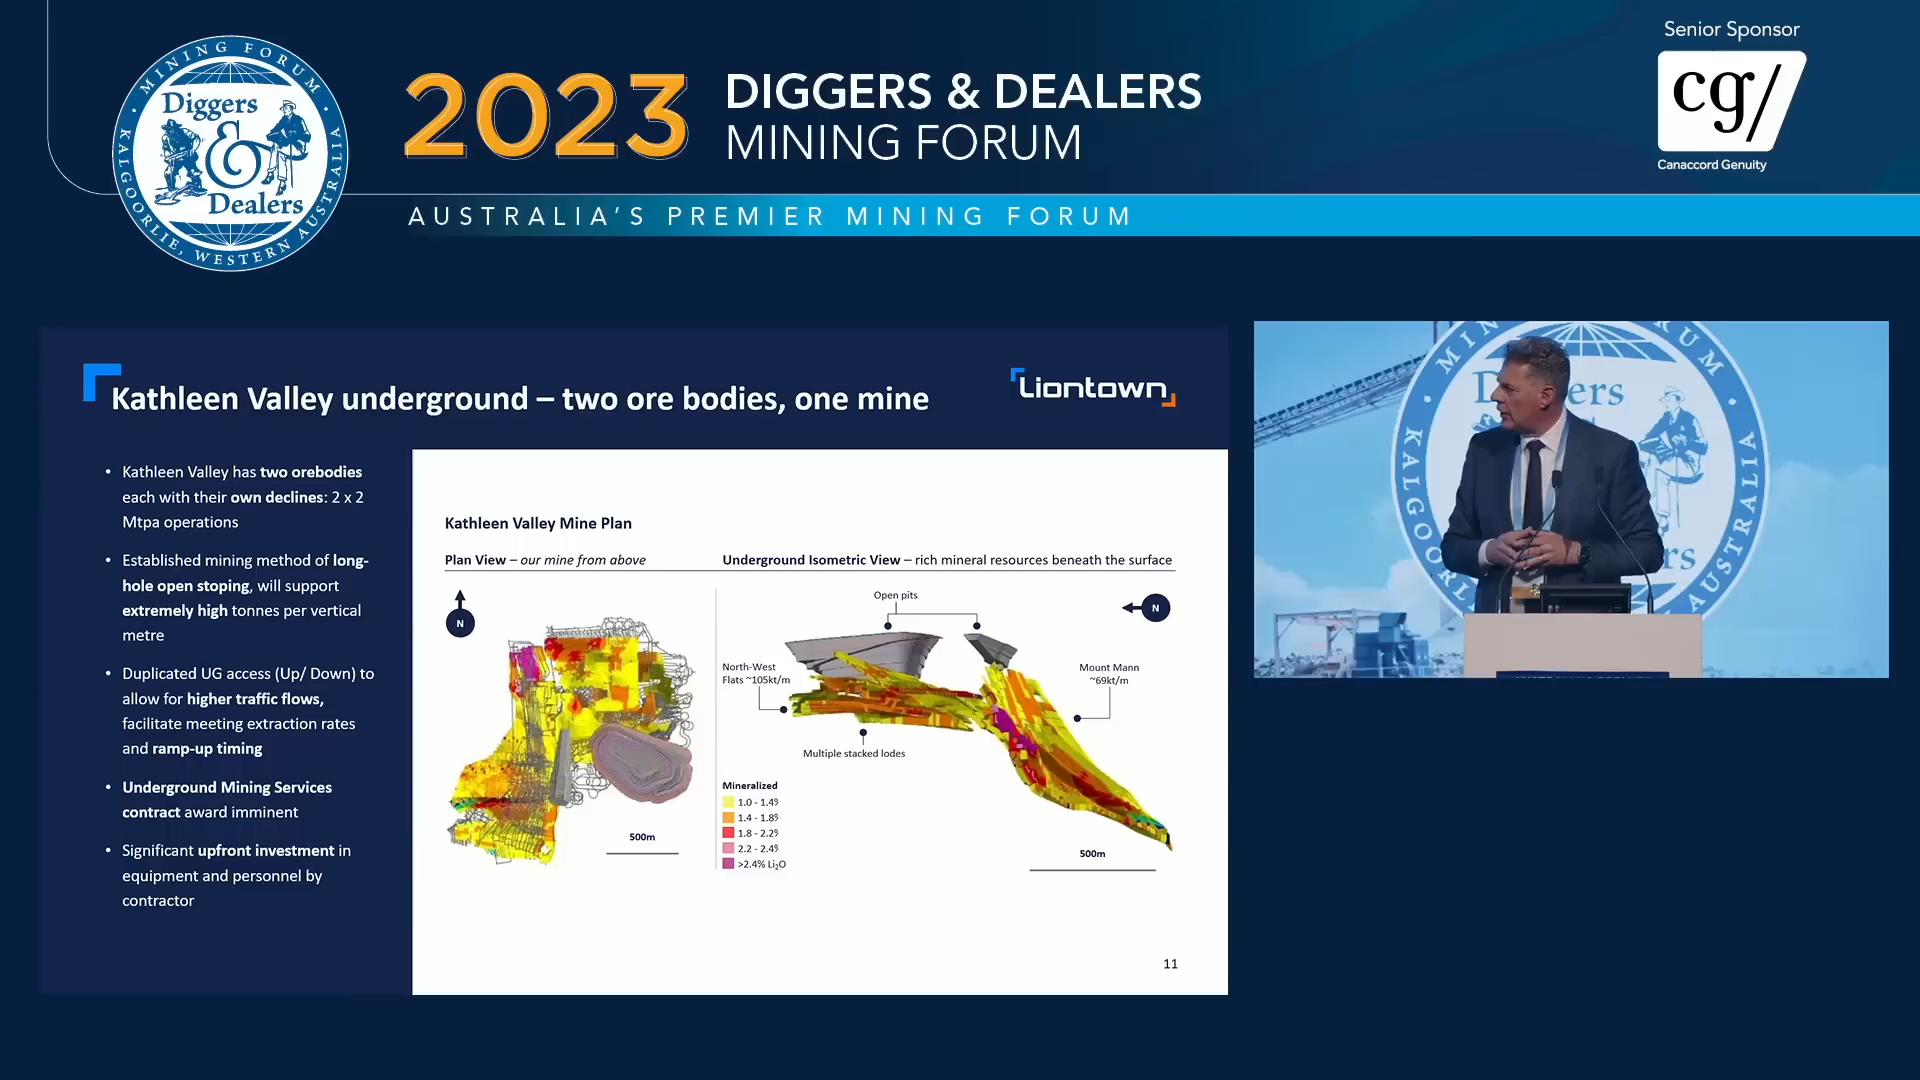 MINING FORUM
KALGOORLIE, WESTERN AUSTRALIA
Diggers
&
Dealers
2023
DIGGERS & DEALERS
MINING FORUM
AUSTRALIA'S PREMIER MINING FORUM
Senior Sponsor
cg/
Canaccord Genuity
Kathleen Valley underground – two ore bodies, one mine
Liontown
• Kathleen Valley has two orebodies
each with their own declines: 2 x 2
Mtpa operations
• Established mining method of long-
hole open stoping, will support
extremely high tonnes per vertical
metre
• Duplicated UG access (Up/ Down) to
allow for higher traffic flows,
facilitate meeting extraction rates
and ramp-up timing
• Underground Mining Services
contract award imminent
• Significant upfront investment in
equipment and personnel by
contractor
Kathleen Valley Mine Plan
Plan View – our mine from above
N
500m
Underground Isometric View – rich mineral resources beneath the surface
Open pits
N
North-West
Flats ~105kt/m
Mount Mann
~69kt/m
Multiple stacked lodes
Mineralized
1.0 - 1.4
1.4 - 1.8
1.8 - 2.2
2.2 - 2.4
>2.4% Li₂O
500m
11